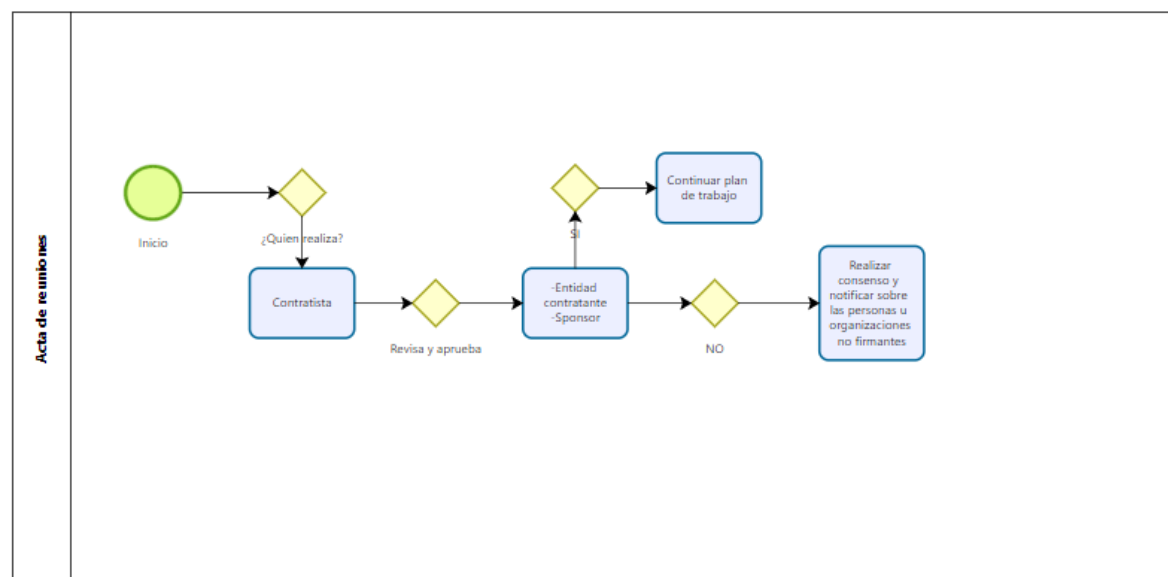 Acta de reuniones
Inicio
¿Quien realiza?
Contratista
Revisa y aprueba
-Entidad
contratante
-Sponsor
SI
Continuar plan
de trabajo
NO
Realizar
consenso y
notificar sobre
las personas u
organizaciones
no firmantes